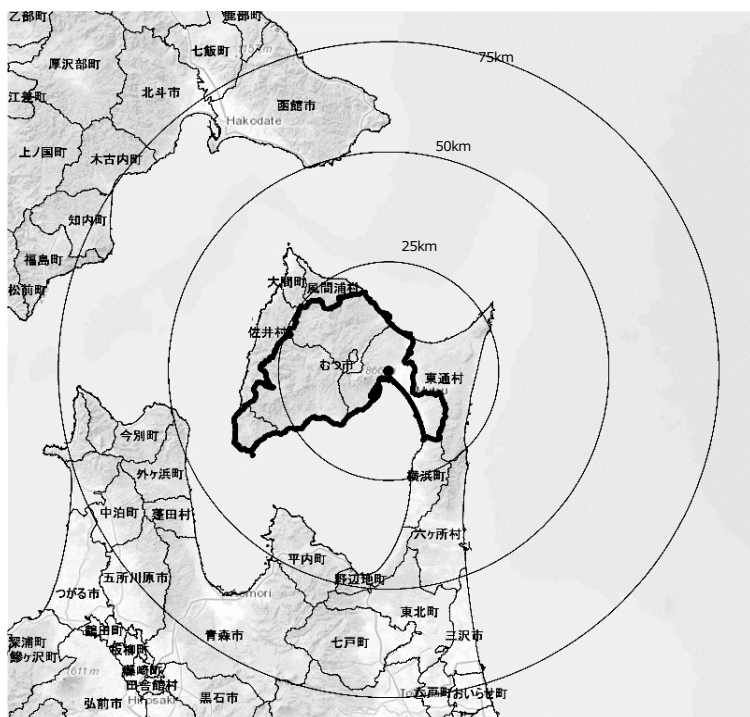 乙部町
鹿部町
七飯町
厚沢部町
北斗市
江差町
函館市
Hakodate
上ノ国町
木古内町
知内町
福島町
松前町
75km
50km
25km
大間町
風間浦村
佐井村
むつ市
東通村
今別町
外ヶ浜町
横浜町
中泊町
蓬田村
六ヶ所村
平内町
五所川原市
野辺地町
つがる市
東北町
鶴田町
青森市
七戸町
三沢市
深浦町
板柳町
鰺ヶ沢町
藤崎町
1611m
田舎館村
六戸町
おいらせ町
弘前市
Hirosaki
黒石市